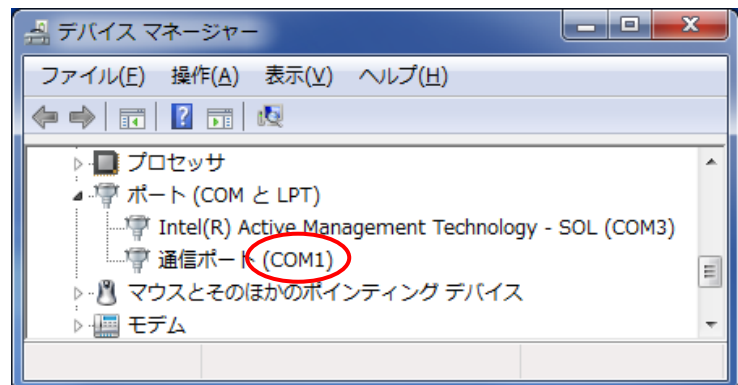 デバイス マネージャー
ファイル(F) 操作(A) 表示(V) ヘルプ(H)
プロセッサ
ポート (COM と LPT)
Intel(R) Active Management Technology - SOL (COM3)
通信ポート (COM1)
マウスとそのほかのポインティング デバイス
モデム